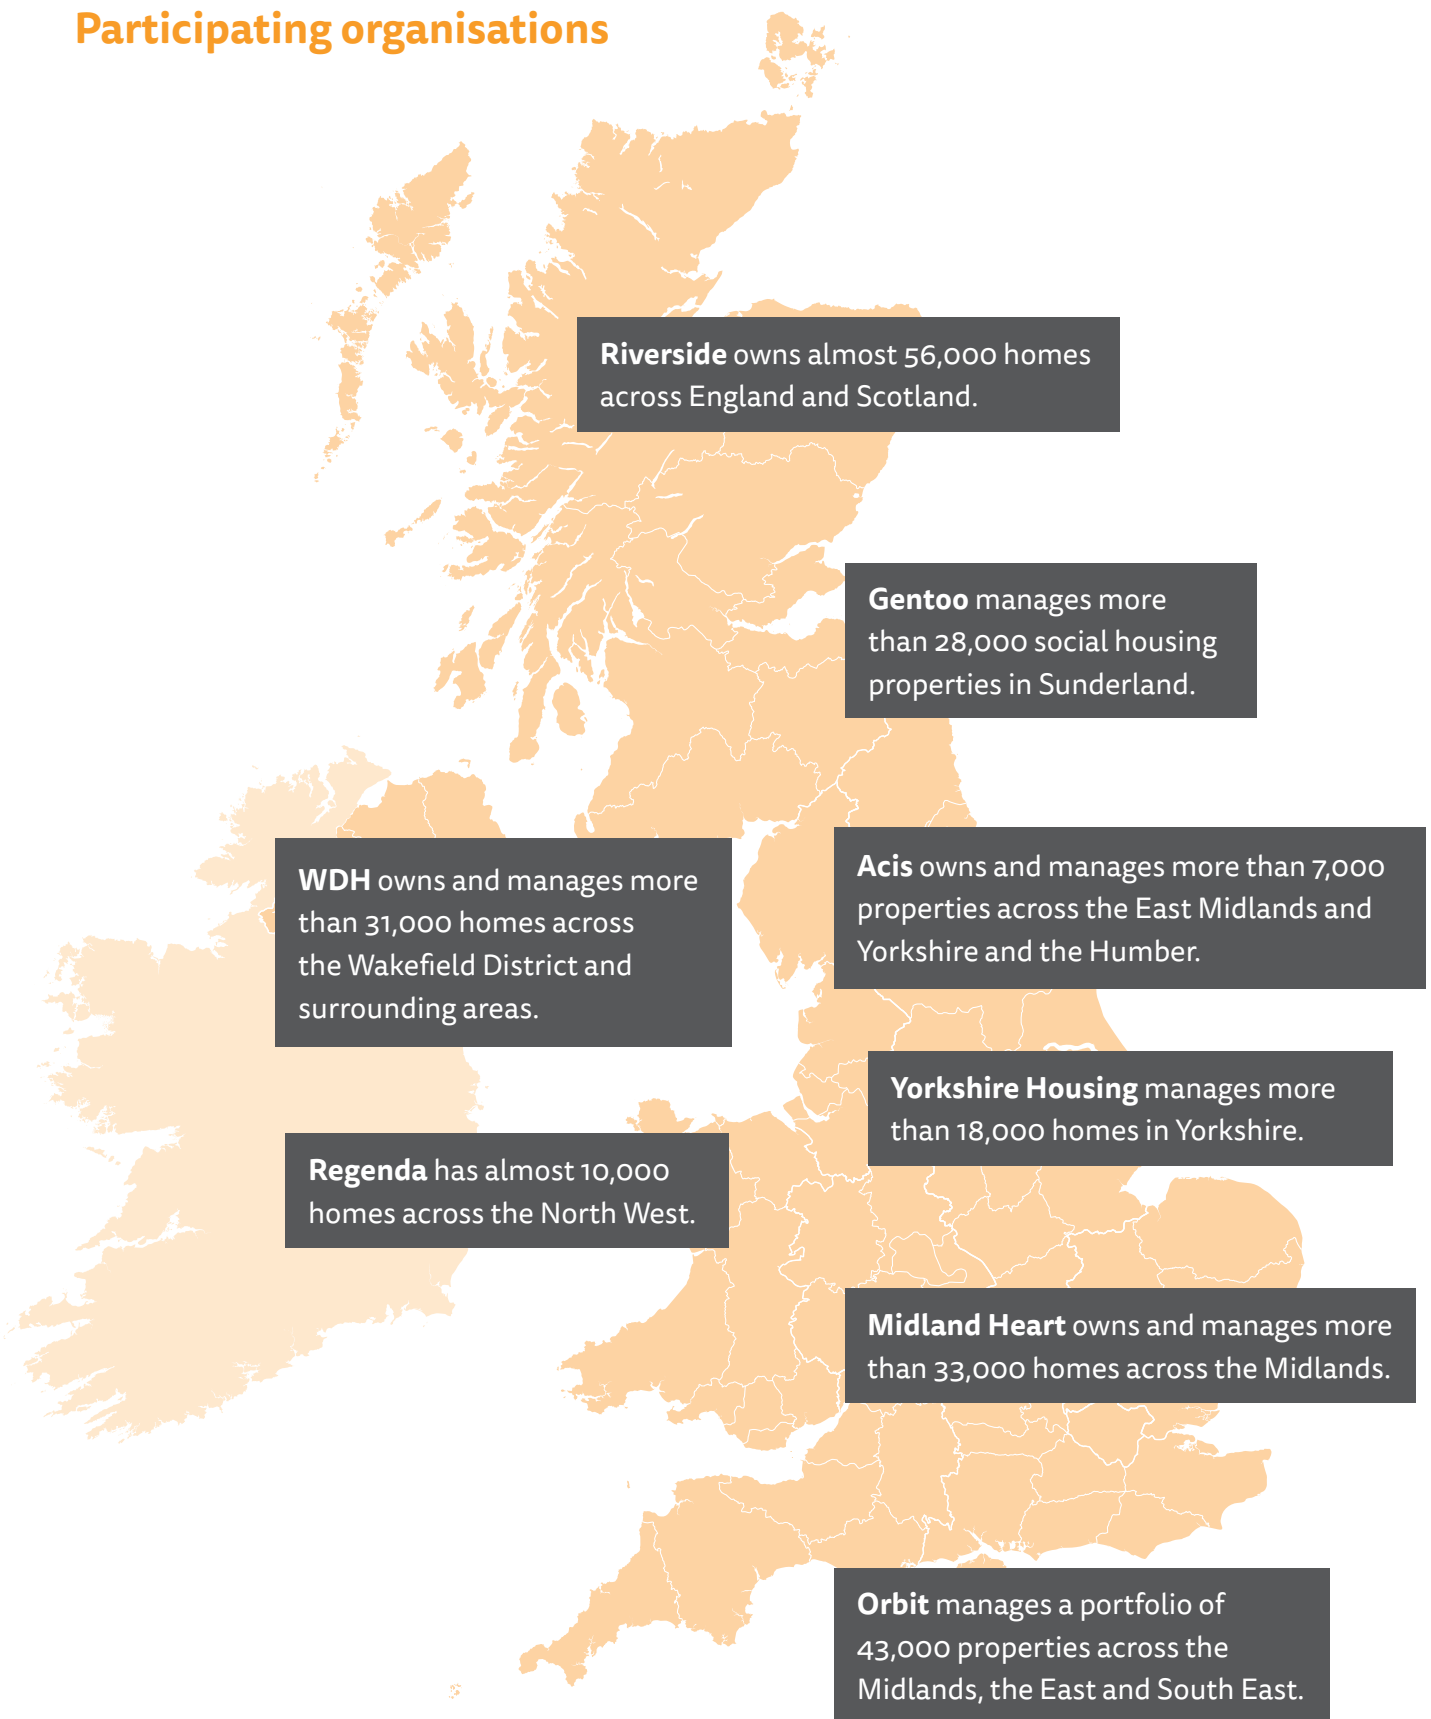 Participating organisations
Riverside owns almost 56,000 homes
across England and Scotland.
Gentoo manages more
than 28,000 social housing
properties in Sunderland.
WDH owns and manages more
than 31,000 homes across
the Wakefield District and
surrounding areas.
Acis owns and manages more than 7,000
properties across the East Midlands and
Yorkshire and the Humber.
Yorkshire Housing manages more
than 18,000 homes in Yorkshire.
Regenda has almost 10,000
homes across the North West.
Midland Heart owns and manages more
than 33,000 homes across the Midlands.
Orbit manages a portfolio of
43,000 properties across the
Midlands, the East and South East.